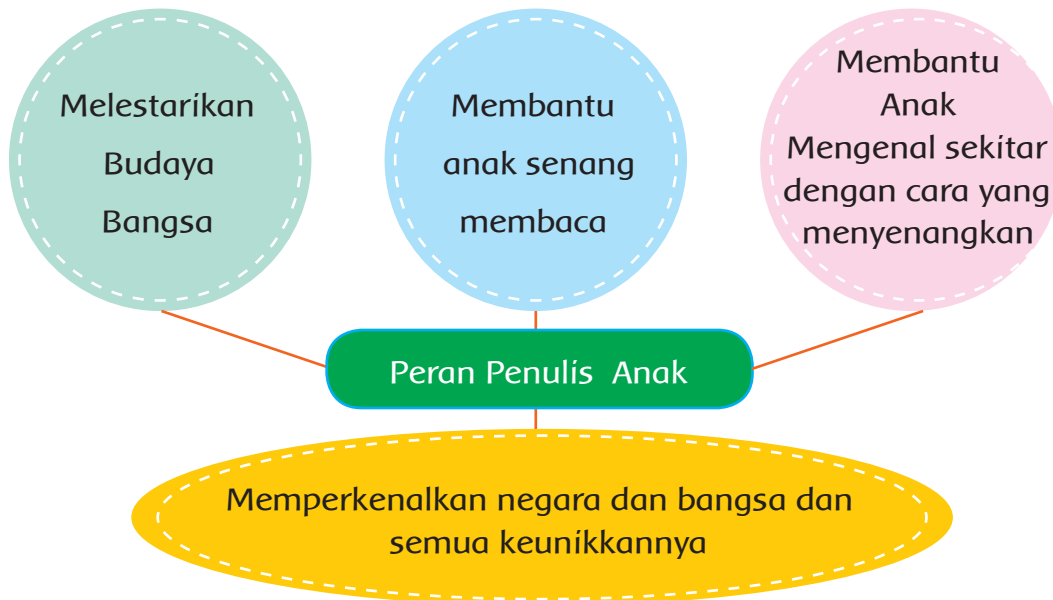 Melestarikan
Budaya
Bangsa
Membantu
anak senang
membaca
Membantu
Anak
Mengenal sekitar
dengan cara yang
menyenangkan
Peran Penulis Anak
Memperkenalkan negara dan bangsa dan
semua keunikkannya